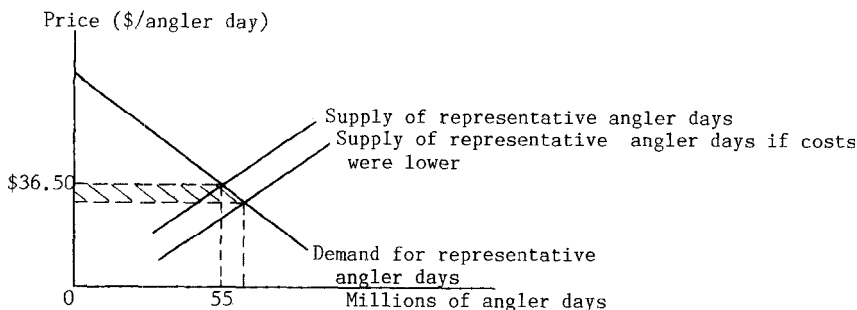 Price ($/angler day)
Supply of representative angler days
Supply of representative angler days if costs
were lower
$36.50
Demand for representative
angler days
0
55
Millions of angler days